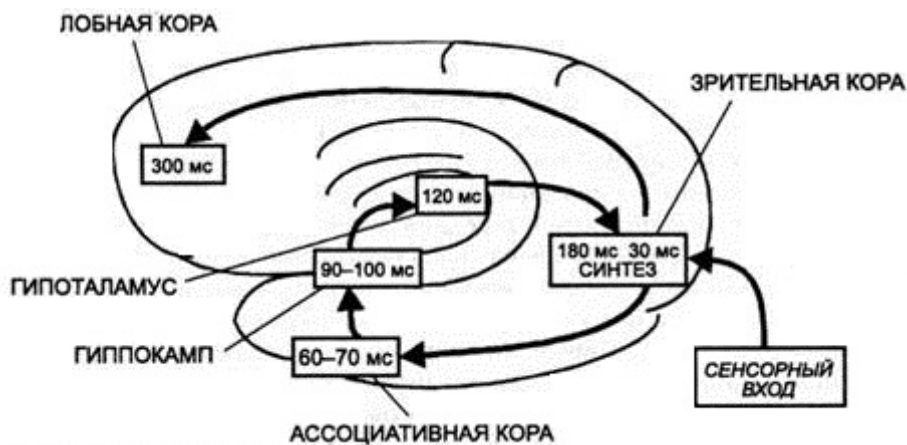 ЛОБНАЯ КОРА
ЗРИТЕЛЬНАЯ КОРА
300 мс
120 мс
180 мс 30 мс
СИНТЕЗ
90–100 мс
ГИПОТАЛАМУС
ГИППОКАМП
60–70 мс
СЕНСОРНЫЙ
ВХОД
АССОЦИАТИВНАЯ КОРА